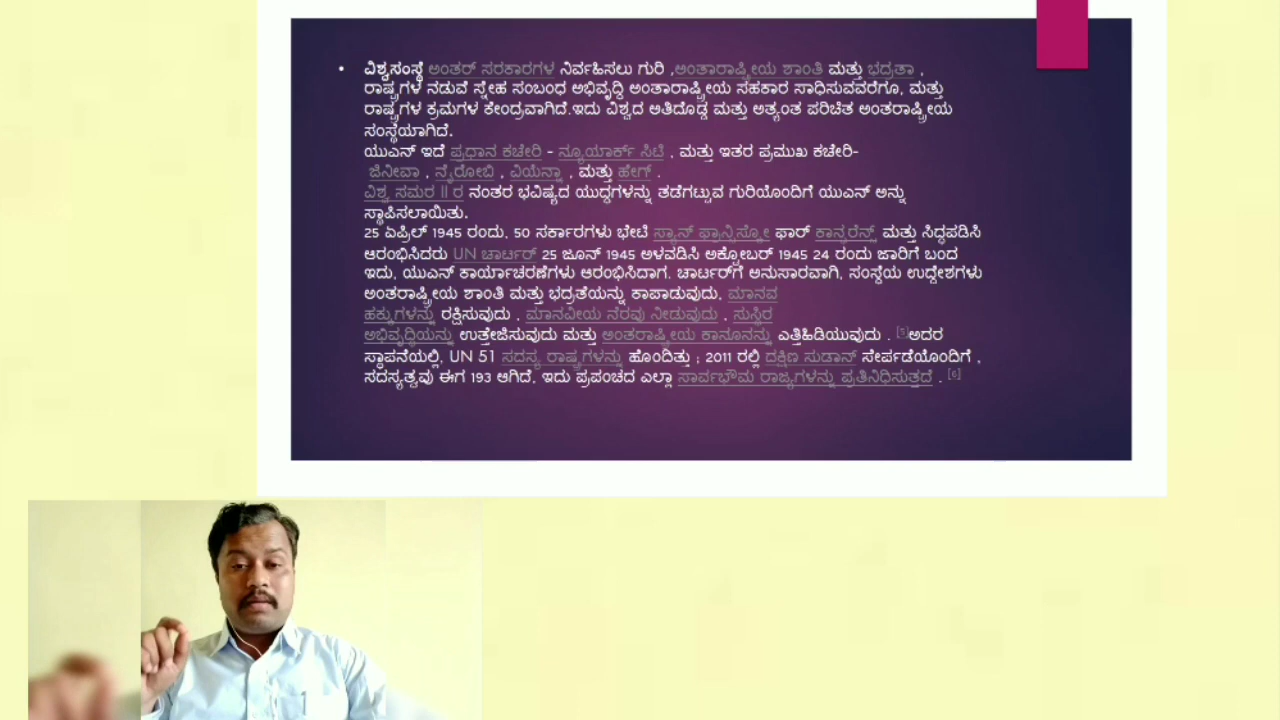 • ವಿಶ್ವಸಂಸ್ಥೆ ಅಂತರ್ ಸರಕಾರಗಳ ನಿರ್ವಹಿಸಲು ಗುರಿ ,ಅಂತಾರಾಷ್ಟ್ರೀಯ ಶಾಂತಿ ಮತ್ತು ಭದ್ರತಾ ,
ರಾಷ್ಟ್ರಗಳ ನಡುವೆ ಸ್ನೇಹ ಸಂಬಂಧ ಅಭಿವೃದ್ಧಿ ಅಂತಾರಾಷ್ಟ್ರೀಯ ಸಹಕಾರ ಸಾಧಿಸುವವರೆಗೂ, ಮತ್ತು
ರಾಷ್ಟ್ರಗಳ ಕ್ರಮಗಳ ಕೇಂದ್ರವಾಗಿದೆ.ಇದು ವಿಶ್ವದ ಅತಿದೊಡ್ಡ ಮತ್ತು ಅತ್ಯಂತ ಪರಿಚಿತ ಅಂತರಾಷ್ಟ್ರೀಯ
ಸಂಸ್ಥೆಯಾಗಿದೆ.
ಯುಎನ್ ಇದೆ ಪ್ರಧಾನ ಕಚೇರಿ - ನ್ಯೂಯಾರ್ಕ್ ಸಿಟಿ , ಮತ್ತು ಇತರ ಪ್ರಮುಖ ಕಚೇರಿ-
ಜಿನೀವಾ , ನೈರೋಬಿ , ವಿಯೆನ್ನಾ , ಮತ್ತು ಹೇಗ್ .
ವಿಶ್ವ ಸಮರ II ರ ನಂತರ ಭವಿಷ್ಯದ ಯುದ್ಧಗಳನ್ನು ತಡೆಗಟ್ಟುವ ಗುರಿಯೊಂದಿಗೆ ಯುಎನ್ ಅನ್ನು
ಸ್ಥಾಪಿಸಲಾಯಿತು.
25 ಏಪ್ರಿಲ್ 1945 ರಂದು, 50 ಸರ್ಕಾರಗಳು ಭೇಟಿ ಸ್ಯಾನ್ ಫ್ರಾನ್ಸಿಸ್ಕೋ ಫಾರ್ ಕಾನ್ಫರೆನ್ಸ್ ಮತ್ತು ಸಿದ್ಧಪಡಿಸಿ
ಆರಂಭಿಸಿದರು UN ಚಾರ್ಟರ್ 25 ಜೂನ್ 1945 ಅಳವಡಿಸಿ ಅಕ್ಟೋಬರ್ 1945 24 ರಂದು ಜಾರಿಗೆ ಬಂದ
ಇದು, ಯುಎನ್ ಕಾರ್ಯಾಚರಣೆಗಳು ಆರಂಭಿಸಿದಾಗ. ಚಾರ್ಟರ್‌ಗೆ ಅನುಸಾರವಾಗಿ, ಸಂಸ್ಥೆಯ ಉದ್ದೇಶಗಳು
ಅಂತರಾಷ್ಟ್ರೀಯ ಶಾಂತಿ ಮತ್ತು ಭದ್ರತೆಯನ್ನು ಕಾಪಾಡುವುದು, ಮಾನವ
ಹಕ್ಕುಗಳನ್ನು ರಕ್ಷಿಸುವುದು , ಮಾನವೀಯ ನೆರವು ನೀಡುವುದು , ಸುಸ್ಥಿರ
ಅಭಿವೃದ್ಧಿಯನ್ನು ಉತ್ತೇಜಿಸುವುದು ಮತ್ತು ಅಂತರಾಷ್ಟ್ರೀಯ ಕಾನೂನನ್ನು ಎತ್ತಿಹಿಡಿಯುವುದು . [5]ಅದರ
ಸ್ಥಾಪನೆಯಲ್ಲಿ, UN 51 ಸದಸ್ಯ ರಾಷ್ಟ್ರಗಳನ್ನು ಹೊಂದಿತ್ತು ; 2011 ರಲ್ಲಿ ದಕ್ಷಿಣ ಸುಡಾನ್ ಸೇರ್ಪಡೆಯೊಂದಿಗೆ ,
ಸದಸ್ಯತ್ವವು ಈಗ 193 ಆಗಿದೆ, ಇದು ಪ್ರಪಂಚದ ಎಲ್ಲಾ ಸಾರ್ವಭೌಮ ರಾಜ್ಯಗಳನ್ನು ಪ್ರತಿನಿಧಿಸುತ್ತದೆ . [6]